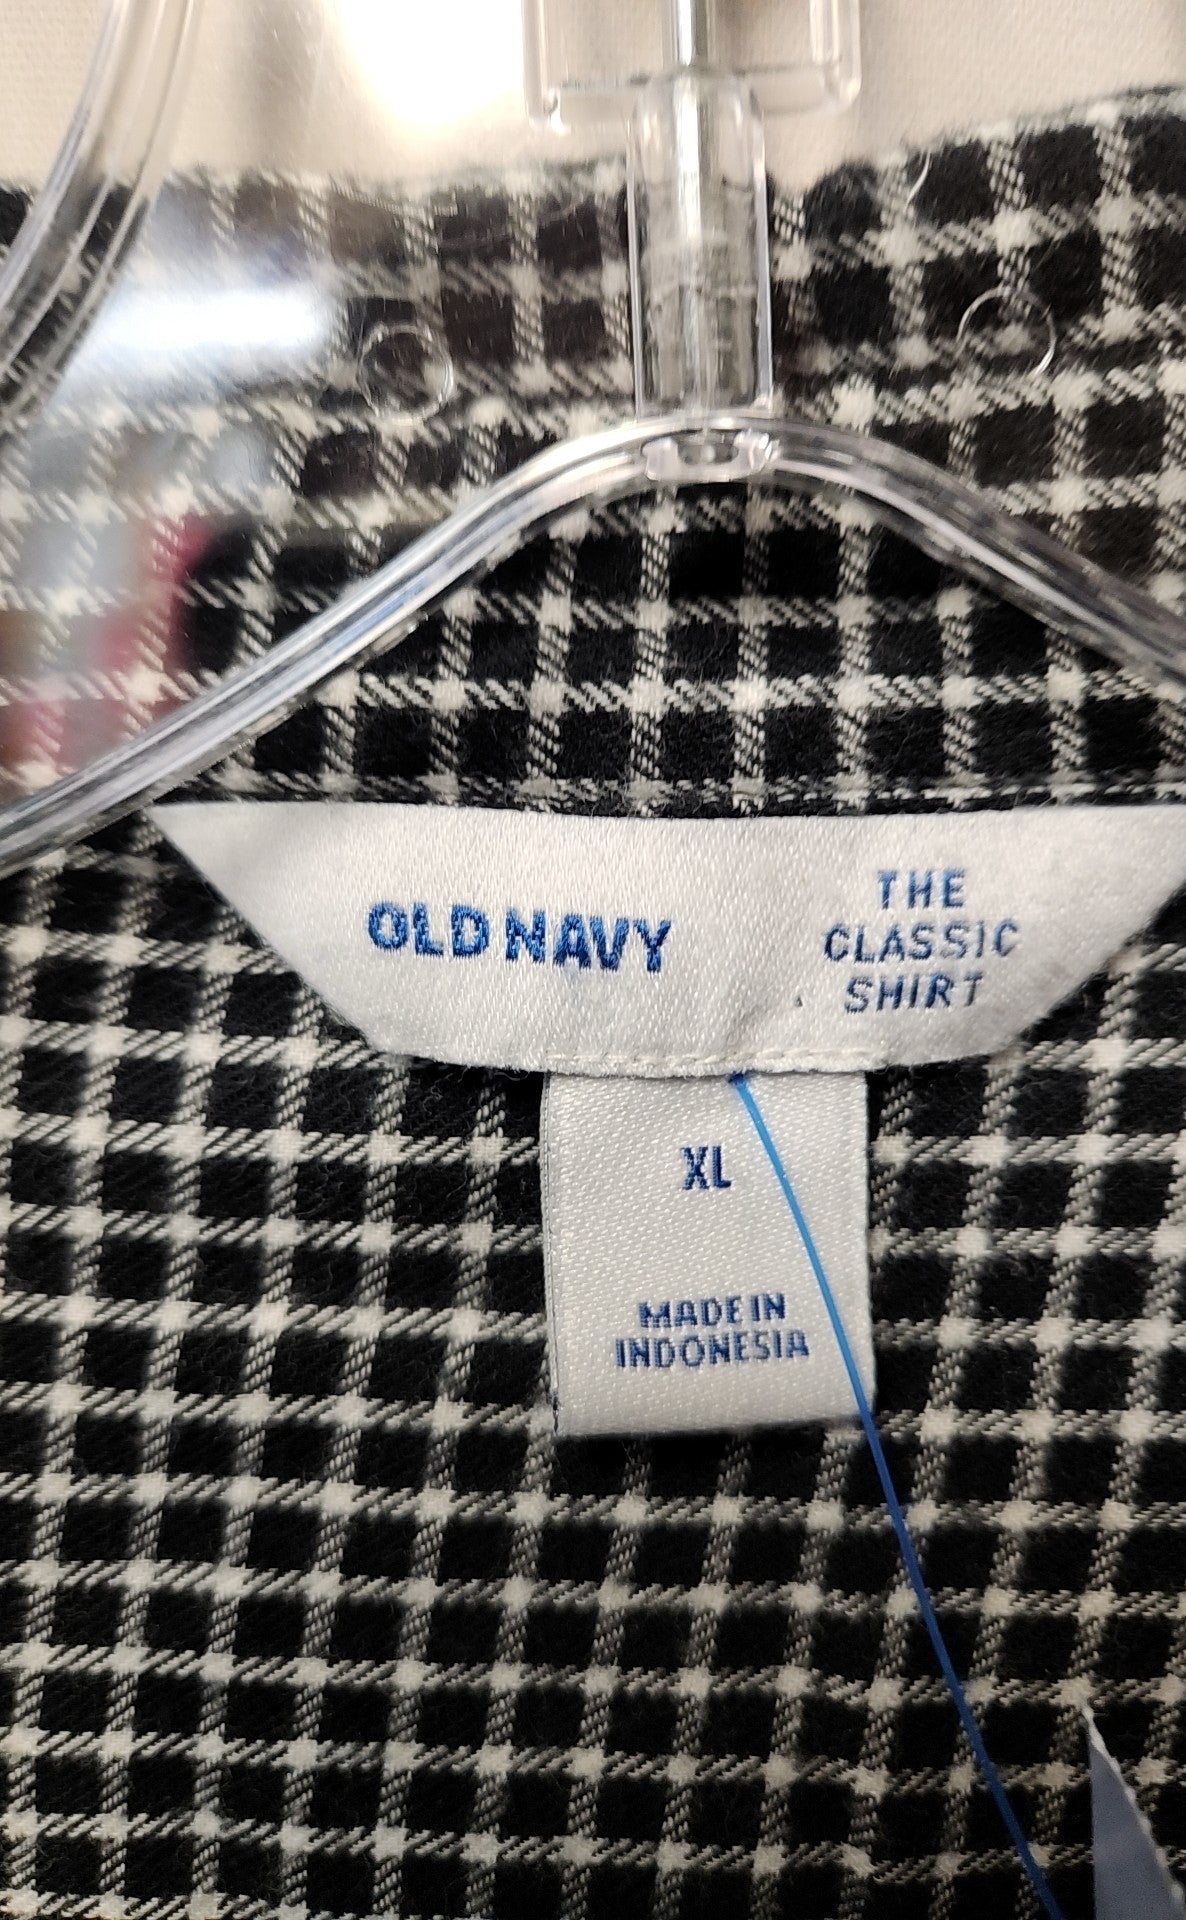 OLD NAVY
THE
CLASSIC
SHIRT
XL
MADE IN
INDONESIA